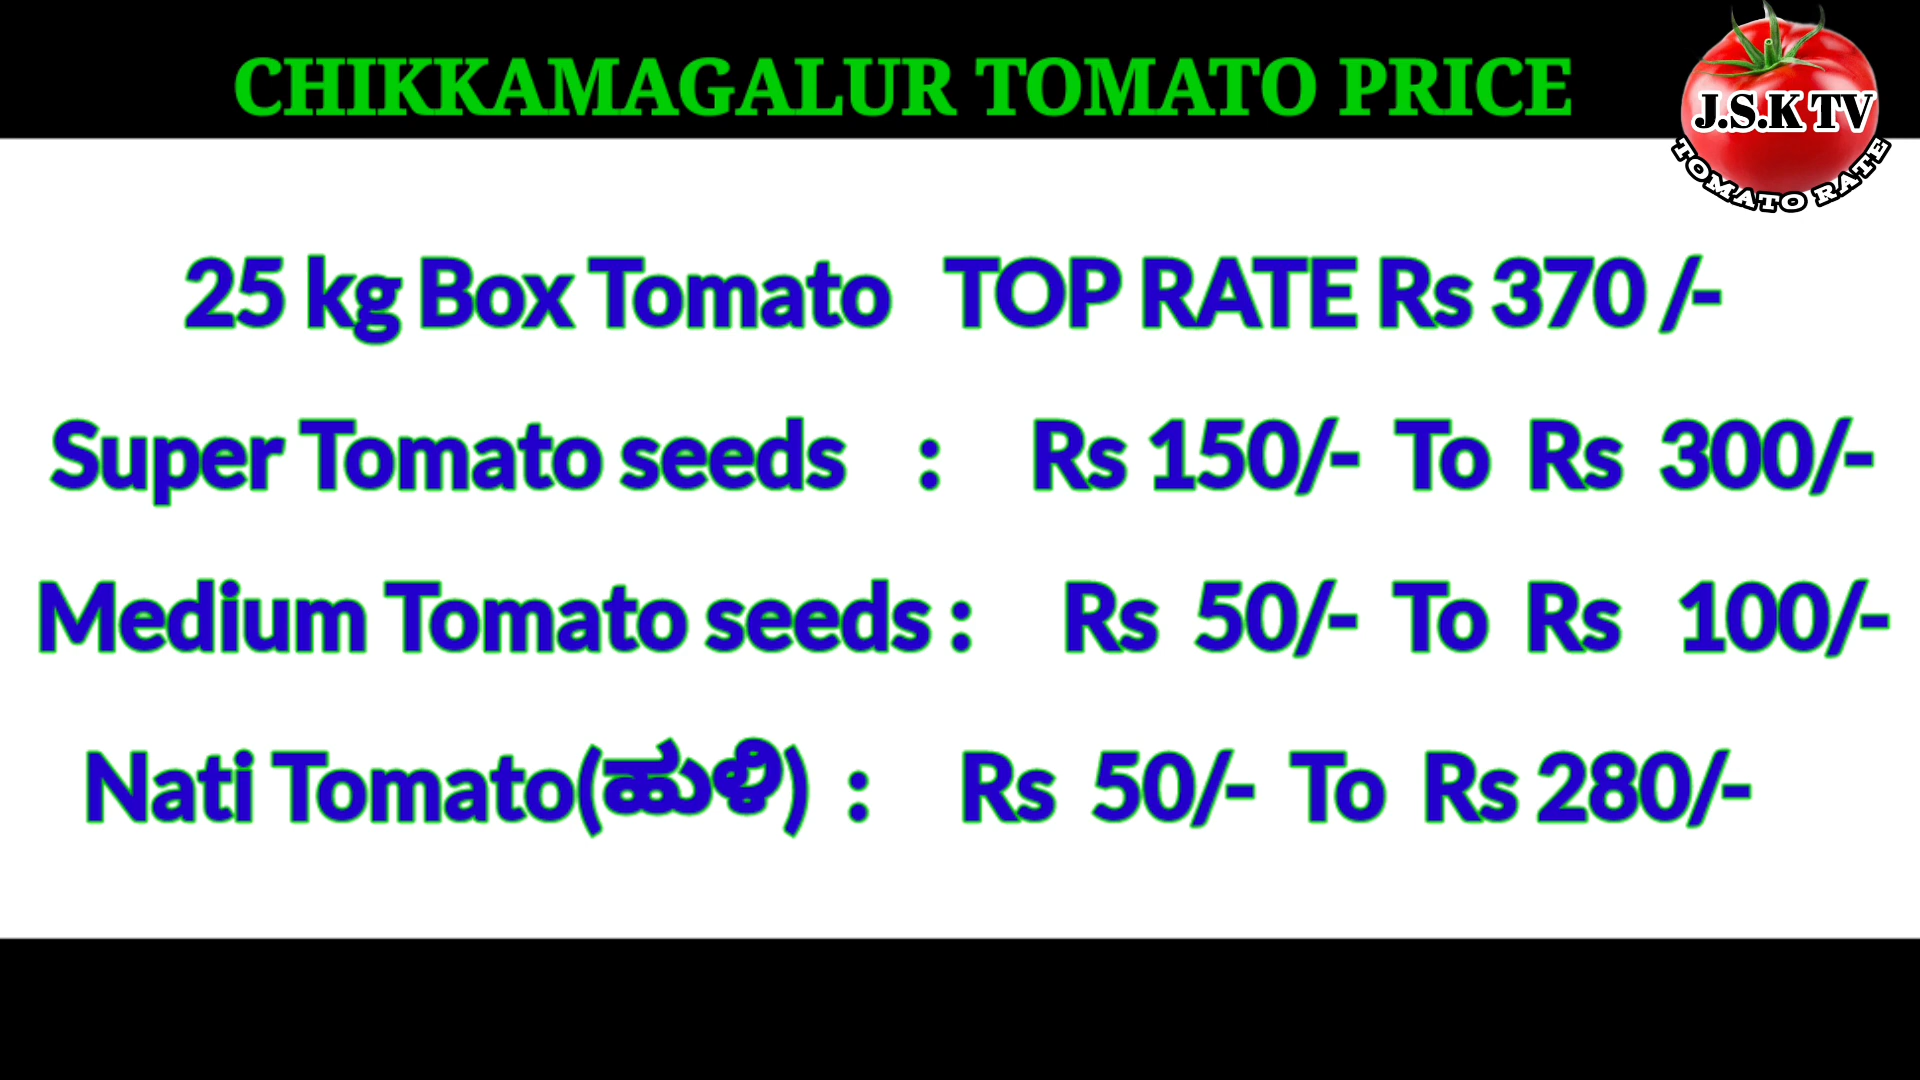 CHIKKAMAGALUR TOMATO PRICE
J.S.K TV
TOMATO RATE
25 kg Box Tomato TOP RATE Rs 370 /-
Super Tomato seeds : Rs 150/- To Rs 300/-
Medium Tomato seeds : Rs 50/- To Rs 100/-
Nati Tomato(ಹುಳಿ) : Rs 50/- To Rs 280/-